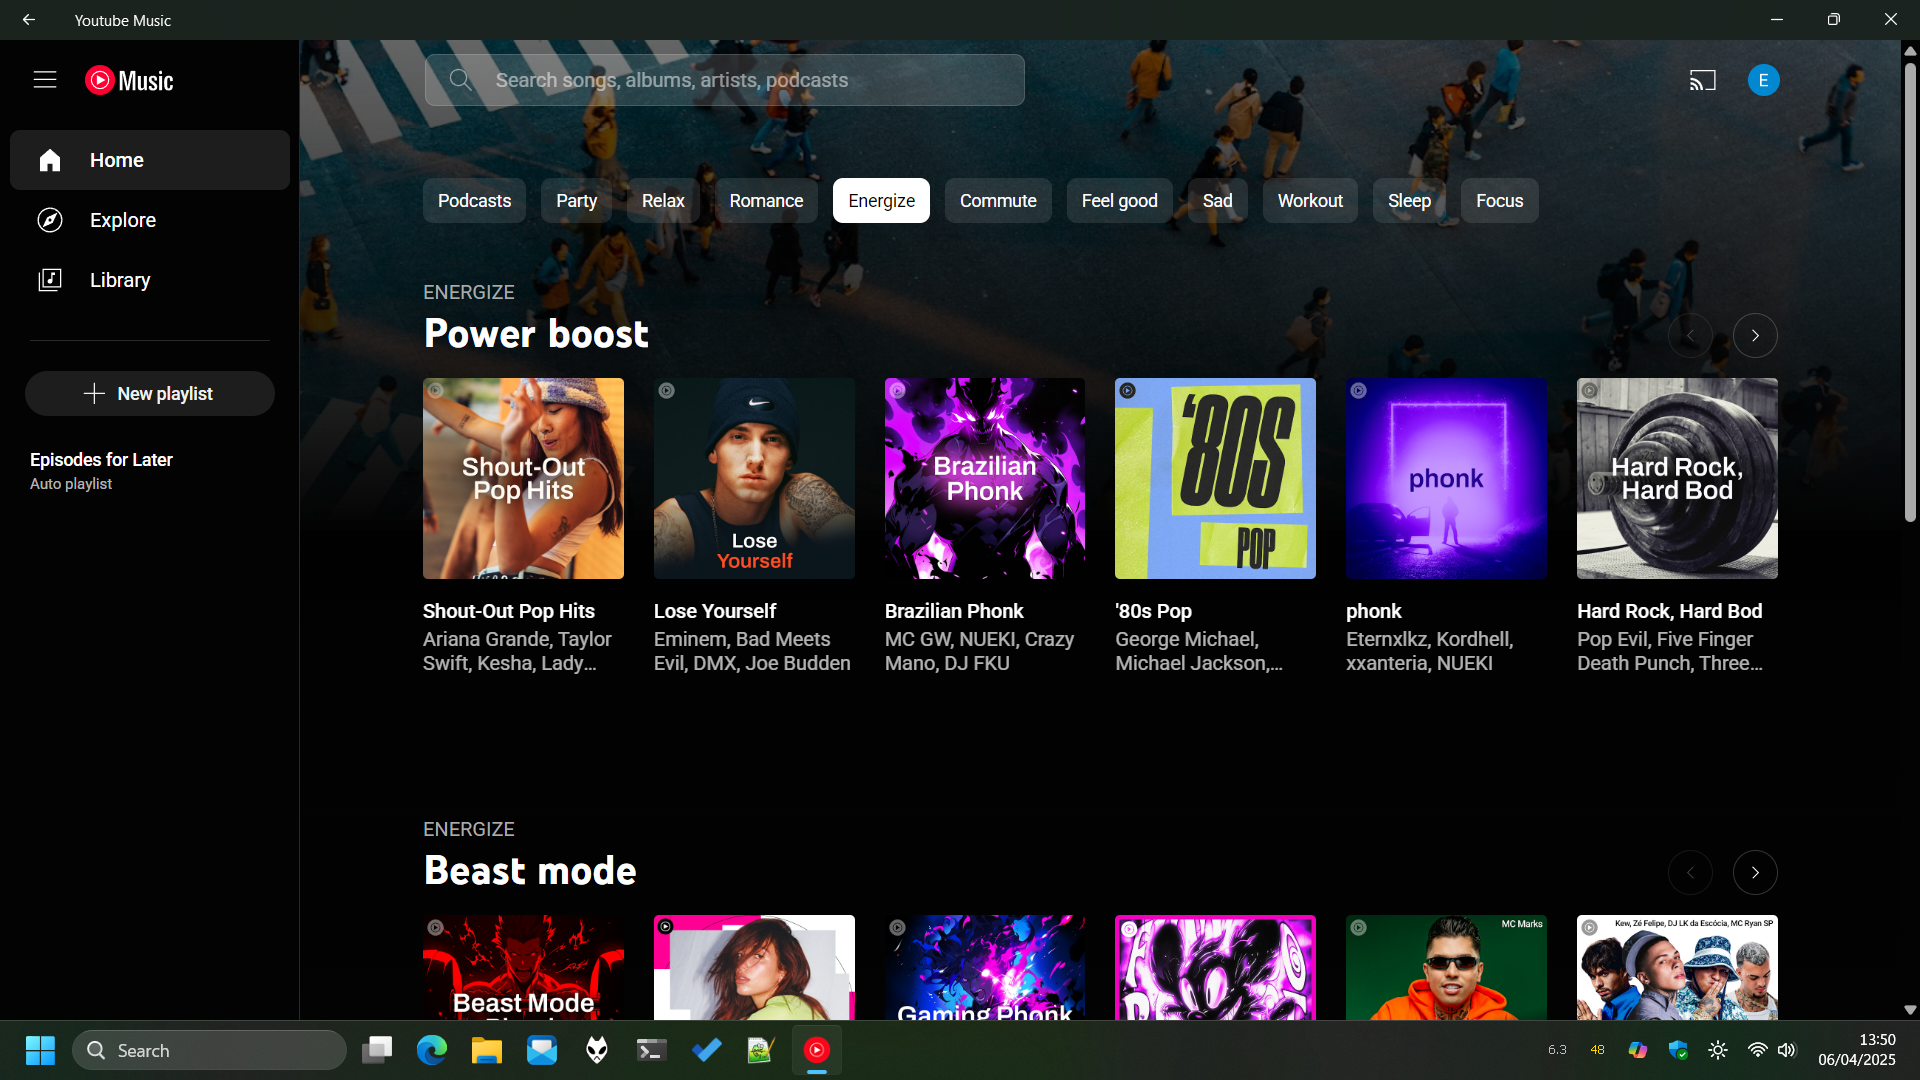 Youtube Music
Music
Search songs, albums, artists, podcasts
E
Home
Explore
Library
New playlist
Episodes for Later
Auto playlist
Podcasts
Party
Relax
Romance
Energize
Commute
Feel good
Sad
Workout
Sleep
Focus
ENERGIZE
Power boost
Shout-Out
Pop Hits
Lose
Yourself
Brazilian
Phonk
'80S
POP
phonk
Hard Rock,
Hard Bod
Shout-Out Pop Hits
Ariana Grande, Taylor
Swift, Kesha, Lady...
Lose Yourself
Eminem, Bad Meets
Evil, DMX, Joe Budden
Brazilian Phonk
MC GW, NUEKI, Crazy
Mano, DJ FKU
'80s Pop
George Michael,
Michael Jackson,...
phonk
Eternxlkz, Kordhell,
xxanteria, NUEKI
Hard Rock, Hard Bod
Pop Evil, Five Finger
Death Punch, Three...
ENERGIZE
Beast mode
Beast Mode
Gaming Phonk
MC Marks
Kew, Zé Felipe, DJ LK da Escócia, MC Ryan SP
Search
6.3
48
13:50
06/04/2025